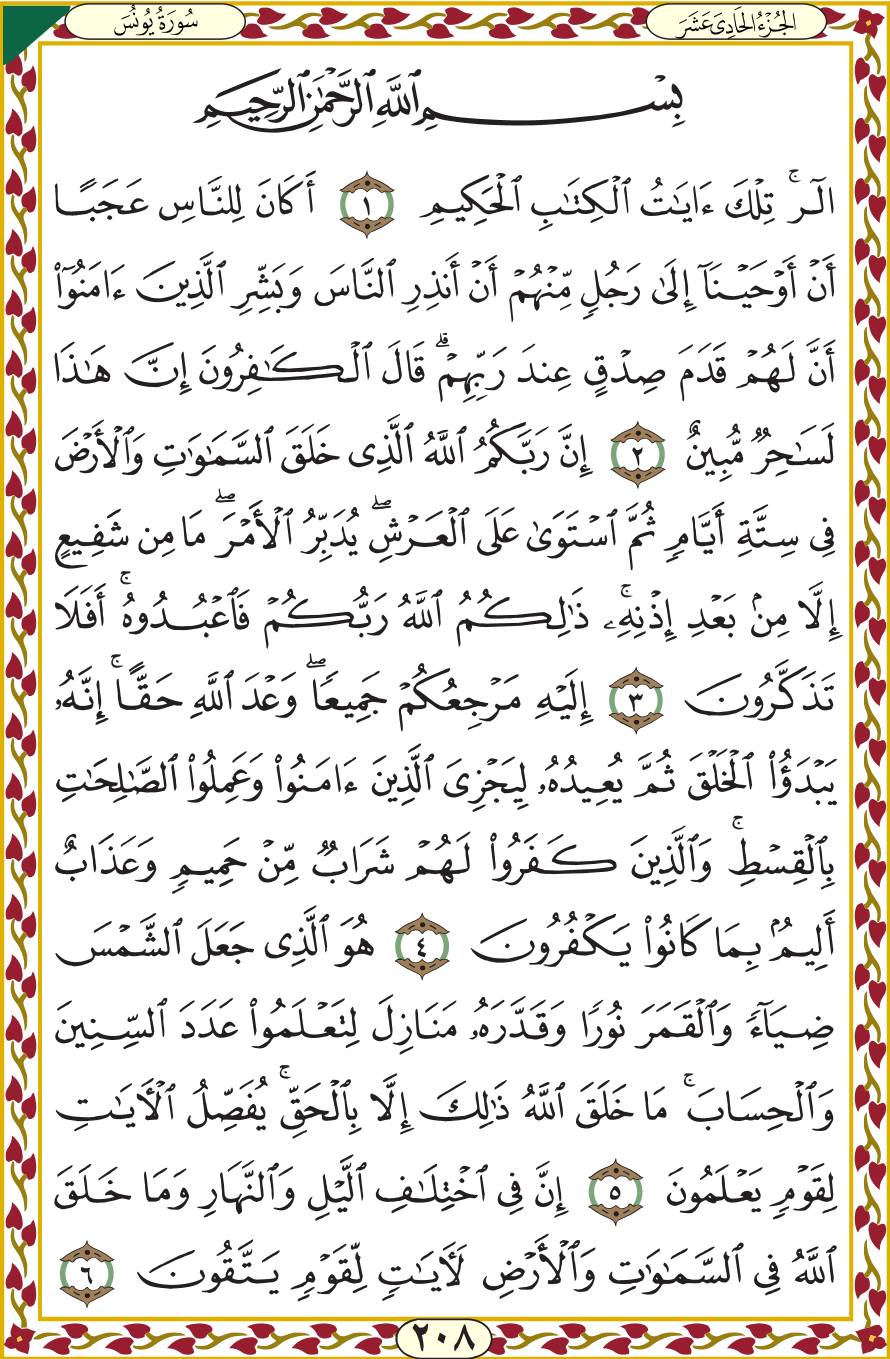 الجُزْءُ الحَادِيَ عَشَرَ
سُورَةُ يُونُسَ
بِسْمِ ٱللَّهِ ٱلرَّحْمَٰنِ ٱلرَّحِيمِ
الٓر ۚ تِلْكَ ءَايَٰتُ ٱلْكِتَٰبِ ٱلْحَكِيمِ ١ أَكَانَ لِلنَّاسِ عَجَبًا
أَنْ أَوْحَيْنَآ إِلَىٰ رَجُلٍ مِّنْهُمْ أَنْ أَنذِرِ ٱلنَّاسَ وَبَشِّرِ ٱلَّذِينَ ءَامَنُوٓا۟
أَنَّ لَهُمْ قَدَمَ صِدْقٍ عِندَ رَبِّهِمْ ۗ قَالَ ٱلْكَٰفِرُونَ إِنَّ هَٰذَا
لَسَٰحِرٌ مُّبِينٌ ٢ إِنَّ رَبَّكُمُ ٱللَّهُ ٱلَّذِى خَلَقَ ٱلسَّمَٰوَٰتِ وَٱلْأَرْضَ
فِى سِتَّةِ أَيَّامٍ ثُمَّ ٱسْتَوَىٰ عَلَى ٱلْعَرْشِ ۖ يُدَبِّرُ ٱلْأَمْرَ ۖ مَا مِن شَفِيعٍ
إِلَّا مِنۢ بَعْدِ إِذْنِهِۦ ۚ ذَٰلِكُمُ ٱللَّهُ رَبُّكُمْ فَٱعْبُدُوهُ ۚ أَفَلَا
تَذَكَّرُونَ ٣ إِلَيْهِ مَرْجِعُكُمْ جَمِيعًا ۖ وَعْدَ ٱللَّهِ حَقًّا ۚ إِنَّهُۥ
يَبْدَؤُا۟ ٱلْخَلْقَ ثُمَّ يُعِيدُهُۥ لِيَجْزِىَ ٱلَّذِينَ ءَامَنُوا۟ وَعَمِلُوا۟ ٱلصَّٰلِحَٰتِ
بِٱلْقِسْطِ ۚ وَٱلَّذِينَ كَفَرُوا۟ لَهُمْ شَرَابٌ مِّنْ حَمِيمٍ وَعَذَابٌ
أَلِيمٌۢ بِمَا كَانُوا۟ يَكْفُرُونَ ٤ هُوَ ٱلَّذِى جَعَلَ ٱلشَّمْسَ
ضِيَآءً وَٱلْقَمَرَ نُورًا وَقَدَّرَهُۥ مَنَازِلَ لِتَعْلَمُوا۟ عَدَدَ ٱلسِّنِينَ
وَٱلْحِسَابَ ۚ مَا خَلَقَ ٱللَّهُ ذَٰلِكَ إِلَّا بِٱلْحَقِّ ۚ يُفَصِّلُ ٱلْءَايَٰتِ
لِقَوْمٍ يَعْلَمُونَ ٥ إِنَّ فِى ٱخْتِلَٰفِ ٱلَّيْلِ وَٱلنَّهَارِ وَمَا خَلَقَ
ٱللَّهُ فِى ٱلسَّمَٰوَٰتِ وَٱلْأَرْضِ لَءَايَٰتٍ لِّقَوْمٍ يَتَّقُونَ ٦
٢٠٨